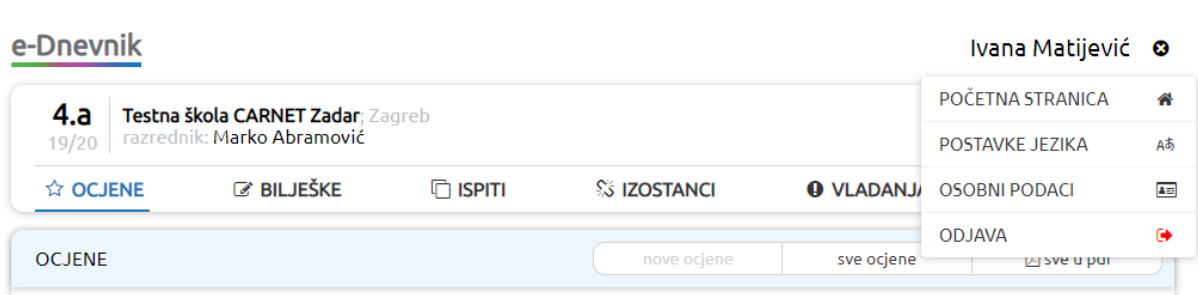 e-Dnevnik
Ivana Matijević
4.a
19/20
Testna škola CARNET Zadar; Zagreb
razrednik: Marko Abramović
POČETNA STRANICA
POSTAVKE JEZIKA
OSOBNI PODACI
ODJAVA
OCJENE
BILJEŠKE
ISPITI
IZOSTANCI
VLADANJA
OCJENE
nove ocjene
sve ocjene
sve u pdf